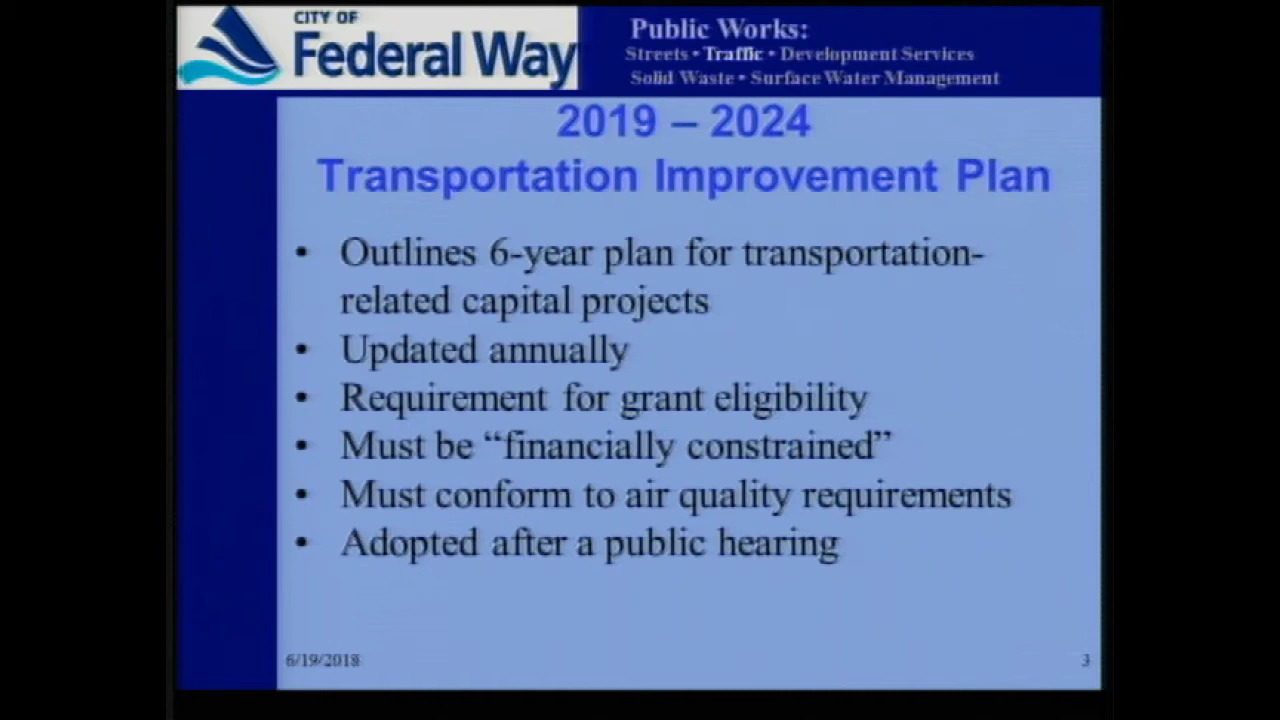 CITY OF
Federal Way
Public Works:
Streets • Traffic • Development Services
Solid Waste • Surface Water Management
2019 – 2024
Transportation Improvement Plan
• Outlines 6-year plan for transportation-
related capital projects
• Updated annually
• Requirement for grant eligibility
• Must be “financially constrained”
• Must conform to air quality requirements
• Adopted after a public hearing
6/19/2018
3